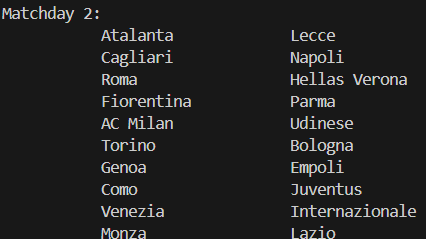 Matchday 2:
Atalanta Lecce
Cagliari Napoli
Roma Hellas Verona
Fiorentina Parma
AC Milan Udinese
Torino Bologna
Genoa Empoli
Como Juventus
Venezia Internazionale
Monza Lazio